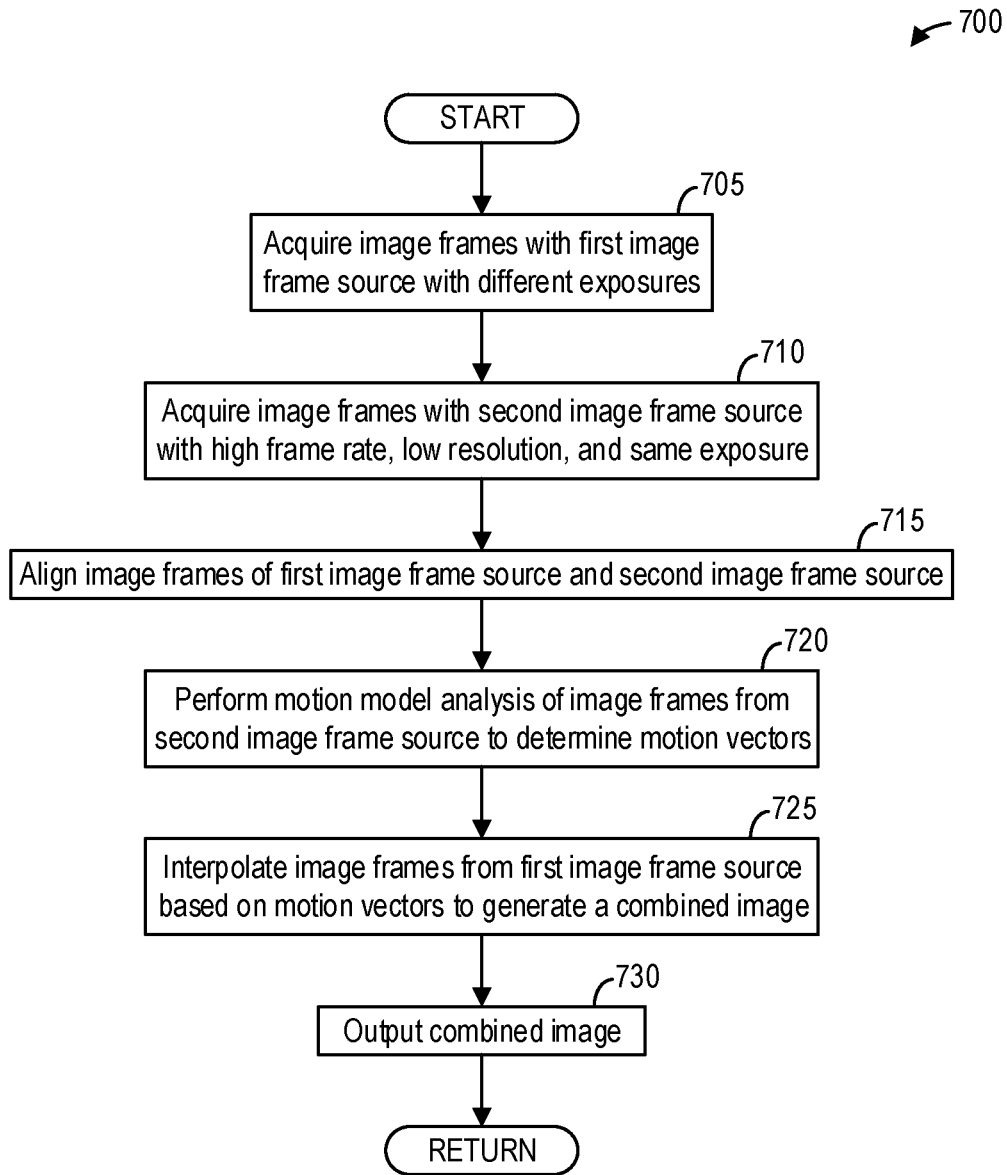 700
START
705
Acquire image frames with first image
frame source with different exposures
710
Acquire image frames with second image frame source
with high frame rate, low resolution, and same exposure
715
Align image frames of first image frame source and second image frame source
720
Perform motion model analysis of image frames from
second image frame source to determine motion vectors
725
Interpolate image frames from first image frame source
based on motion vectors to generate a combined image
730
Output combined image
RETURN